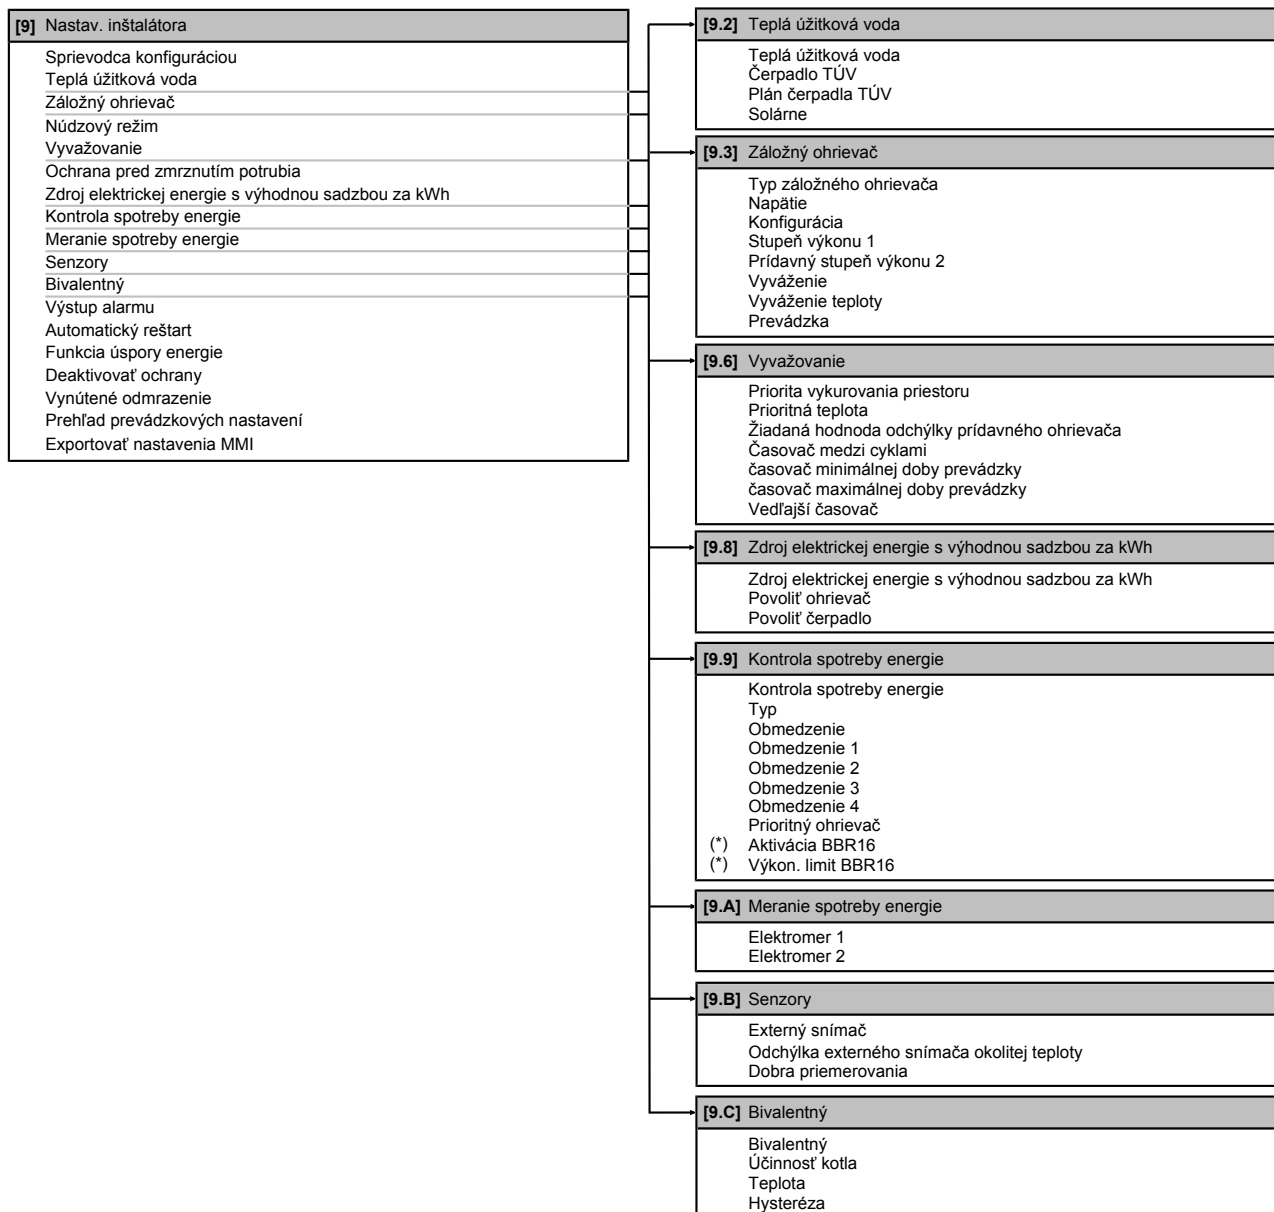 [9] Nastav. inštalátora
Sprievodca konfiguráciou
Teplá úžitková voda
Záložný ohrievač
Núdzový režim
Vyvažovanie
Ochrana pred zmrznutím potrubia
Zdroj elektrickej energie s výhodnou sadzbou za kWh
Kontrola spotreby energie
Meranie spotreby energie
Senzory
Bivalentný
Výstup alarmu
Automatický reštart
Funkcia úspory energie
Deaktivovať ochrany
Vynútené odmrazenie
Prehľad prevádzkových nastavení
Exportovať nastavenia MMI
[9.2] Teplá úžitková voda
Teplá úžitková voda
Čerpadlo TÚV
Plán čerpadla TÚV
Solárne
[9.3] Záložný ohrievač
Typ záložného ohrievača
Napätie
Konfigurácia
Stupeň výkonu 1
Prídavný stupeň výkonu 2
Vyváženie
Vyváženie teploty
Prevádzka
[9.6] Vyvažovanie
Priorita vykurovania priestoru
Prioritná teplota
Žiadaná hodnota odchýlky prídavného ohrievača
Časovač medzi cyklami
časovač minimálnej doby prevádzky
časovač maximálnej doby prevádzky
Vedľajší časovač
[9.8] Zdroj elektrickej energie s výhodnou sadzbou za kWh
Zdroj elektrickej energie s výhodnou sadzbou za kWh
Povoliť ohrievač
Povoliť čerpadlo
[9.9] Kontrola spotreby energie
Kontrola spotreby energie
Typ
Obmedzenie
Obmedzenie 1
Obmedzenie 2
Obmedzenie 3
Obmedzenie 4
Prioritný ohrievač
(*) Aktivácia BBR16
(*) Výkon. limit BBR16
[9.A] Meranie spotreby energie
Elektromer 1
Elektromer 2
[9.B] Senzory
Externý snímač
Odchýlka externého snímača okolitej teploty
Dobra priemerovania
[9.C] Bivalentný
Bivalentný
Účinnosť kotla
Teplota
Hysteréza